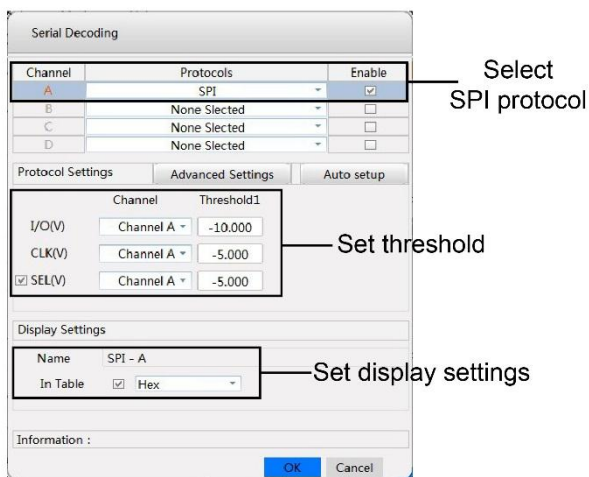 Serial Decoding
Channel Protocols Enable
A SPI
B None Slected
C None Slected
D None Slected
Select
SPI protocol
Protocol Settings Advanced Settings Auto setup
Channel Threshold1
I/O(V) Channel A -10.000
CLK(V) Channel A -5.000
SEL(V) Channel A -5.000
Set threshold
Display Settings
Name SPI - A
In Table Hex
Set display settings
Information :
OK Cancel